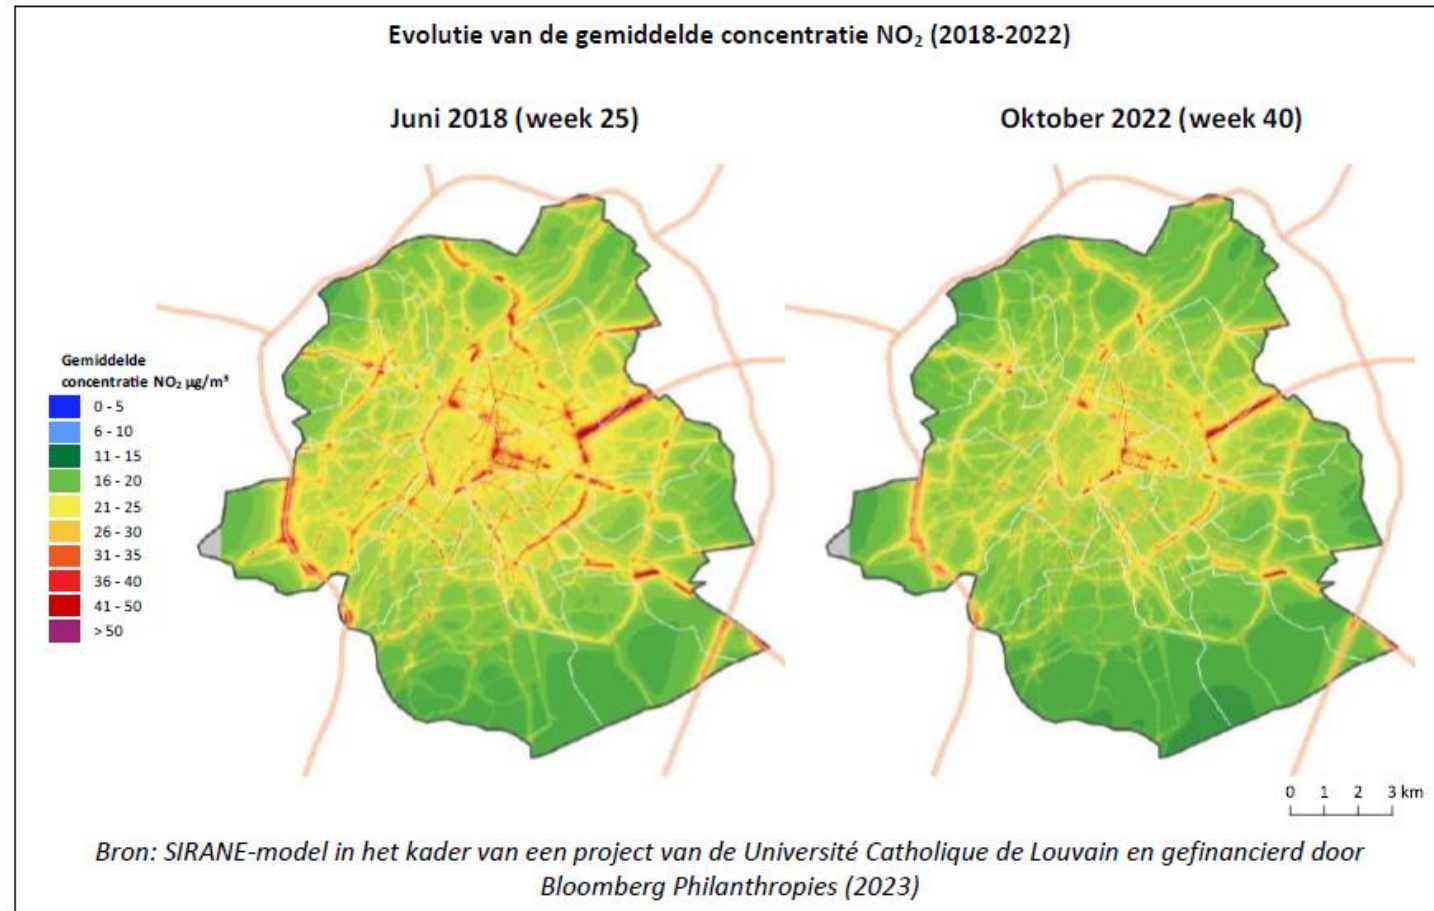 Evolutie van de gemiddelde concentratie NO₂ (2018-2022)
Juni 2018 (week 25)
Oktober 2022 (week 40)
Gemiddelde
concentratie NO₂ µg/m³
0 - 5
6 - 10
11 - 15
16 - 20
21 - 25
26 - 30
31 - 35
36 - 40
41 - 50
> 50
0 1 2 3 km
Bron: SIRANE-model in het kader van een project van de Université Catholique de Louvain en gefinancierd door
Bloomberg Philanthropies (2023)